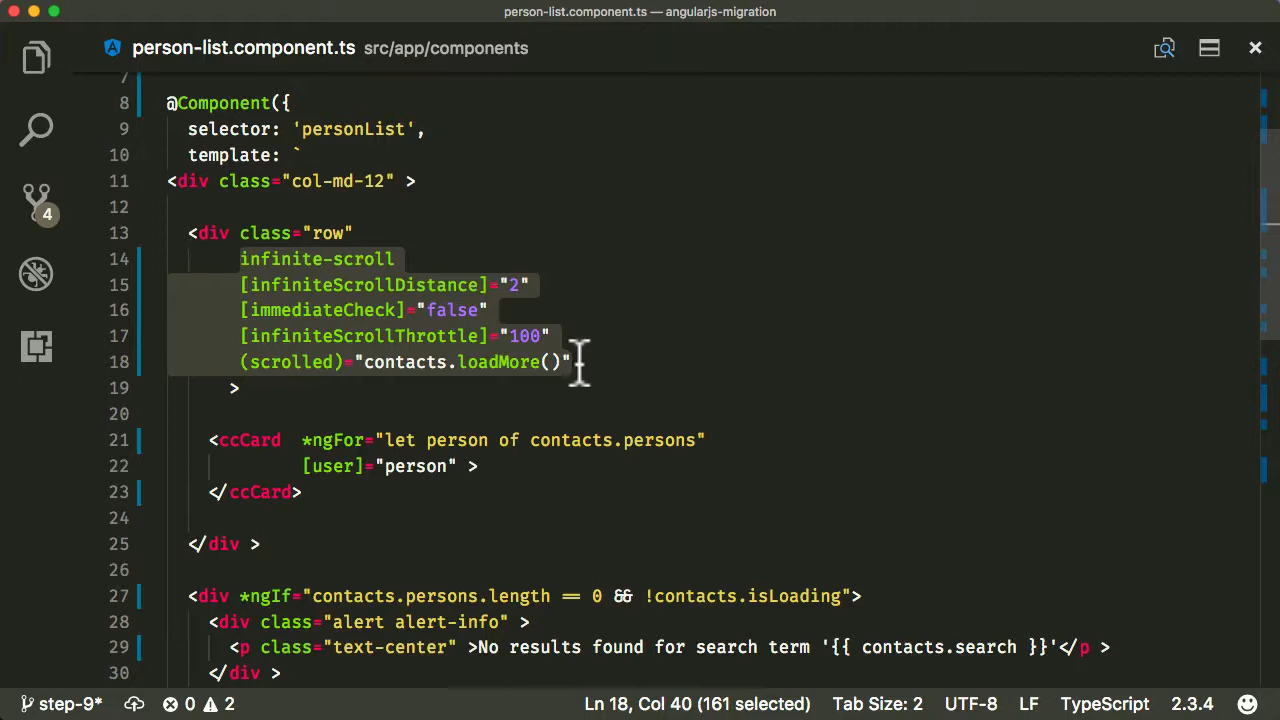 person-list.component.ts — angularjs-migration
person-list.component.ts src/app/components
7
8 @Component({
9 selector: 'personList',
10 template: `
11 <div class="col-md-12" >
12
13 <div class="row"
14 infinite-scroll
15 [infiniteScrollDistance]="2"
16 [immediateCheck]="false"
17 [infiniteScrollThrottle]="100"
18 (scrolled)="contacts.loadMore()"
19 >
20
21 <ccCard *ngFor="let person of contacts.persons"
22 [user]="person" >
23 </ccCard>
24
25 </div >
26
27 <div *ngIf="contacts.persons.length == 0 && !contacts.isLoading">
28 <div class="alert alert-info" >
29 <p class="text-center" >No results found for search term '{{ contacts.search }}'</p >
30 </div >
4
step-9* 0 2 Ln 18, Col 40 (161 selected) Tab Size: 2 UTF-8 LF TypeScript 2.3.4